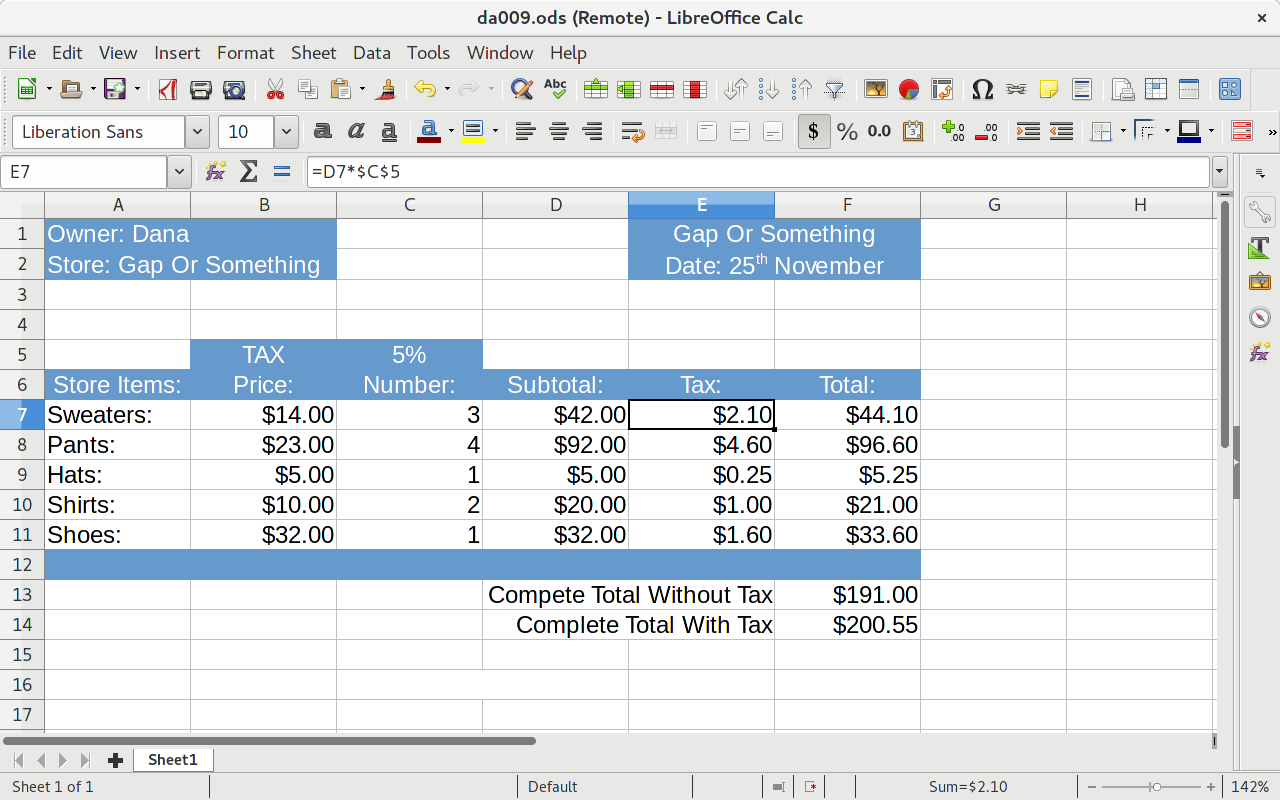 da009.ods (Remote) - LibreOffice Calc ×
File Edit View Insert Format Sheet Data Tools Window Help
Abc
Liberation Sans 10 a a a a $ % 0.0 .00 .00 »
E7 fx Σ = =D7*$C$5
A B C D E F G H
1 Owner: Dana Gap Or Something
2 Store: Gap Or Something Date: 25th November
3
4
5 TAX 5%
6 Store Items: Price: Number: Subtotal: Tax: Total:
7 Sweaters: $14.00 3 $42.00 $2.10 $44.10
8 Pants: $23.00 4 $92.00 $4.60 $96.60
9 Hats: $5.00 1 $5.00 $0.25 $5.25
10 Shirts: $10.00 2 $20.00 $1.00 $21.00
11 Shoes: $32.00 1 $32.00 $1.60 $33.60
12
13 Compete Total Without Tax $191.00
14 Complete Total With Tax $200.55
15
16
17
Sheet1
Sheet 1 of 1 Default Sum=$2.10 142%